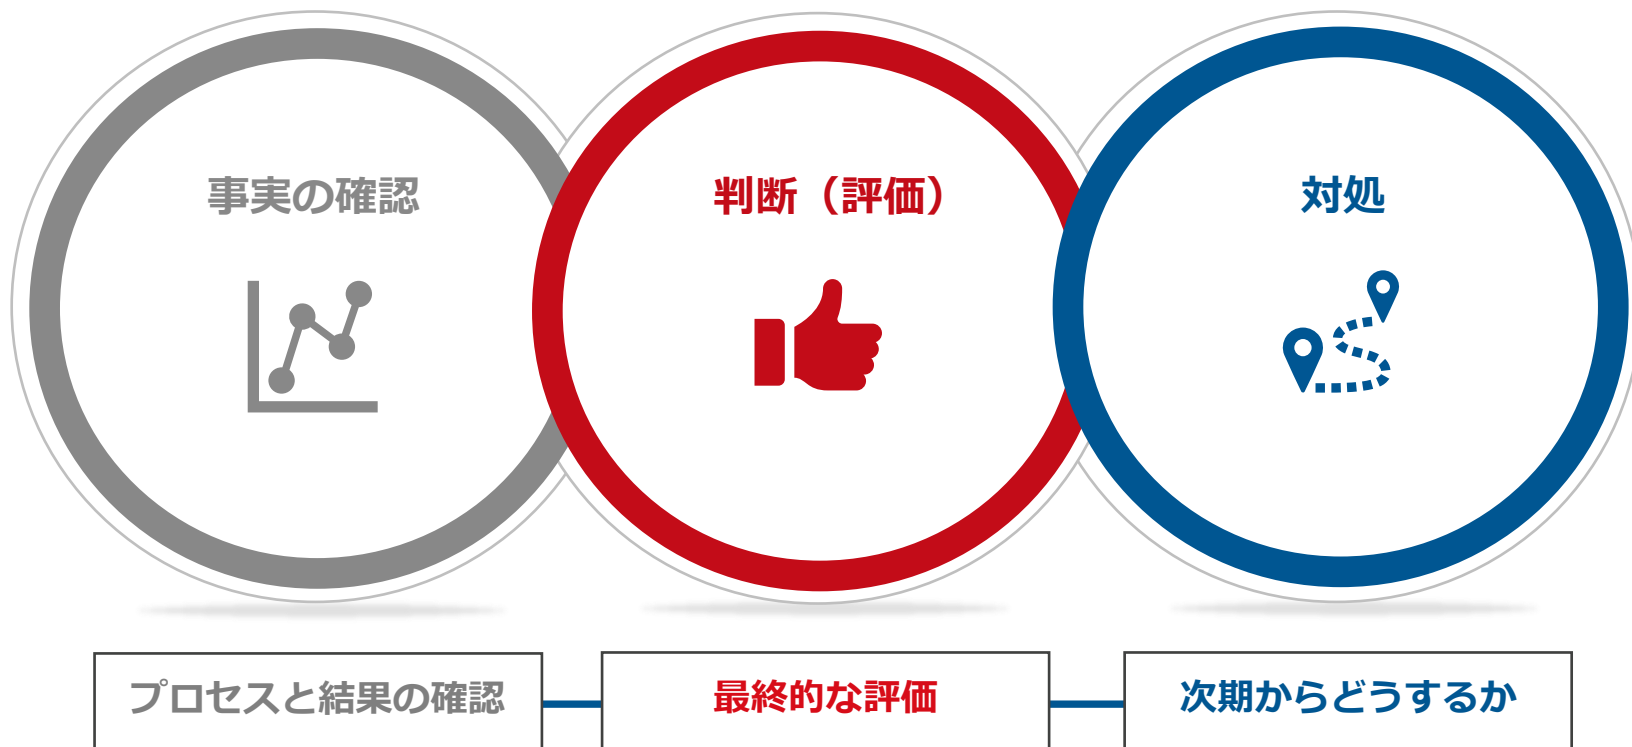 事実の確認
判断（評価）
対処
プロセスと結果の確認
最終的な評価
次期からどうするか